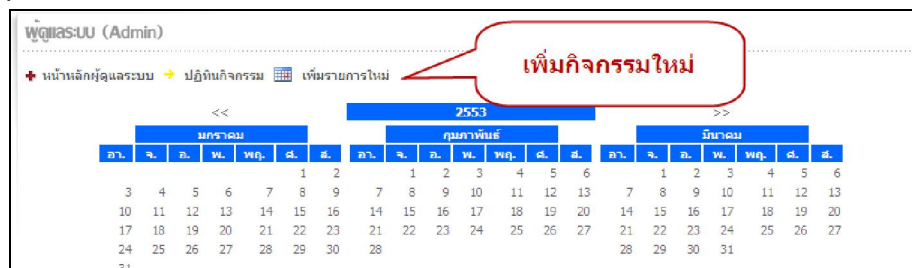 ผู้ดูแลระบบ (Admin)
หน้าหลักผู้ดูแลระบบ ปฏิทินกิจกรรม เพิ่มรายการใหม่
เพิ่มกิจกรรมใหม่
<< 2553 >>
มกราคม กุมภาพันธ์ มีนาคม
อา. จ. อ. พ. พฤ. ศ. ส. อา. จ. อ. พ. พฤ. ศ. ส. อา. จ. อ. พ. พฤ. ศ. ส.
1 2 1 2 3 4 5 6 1 2 3 4 5 6
3 4 5 6 7 8 9 7 8 9 10 11 12 13 7 8 9 10 11 12 13
10 11 12 13 14 15 16 14 15 16 17 18 19 20 14 15 16 17 18 19 20
17 18 19 20 21 22 23 21 22 23 24 25 26 27 21 22 23 24 25 26 27
24 25 26 27 28 29 30 28 28 29 30 31
31